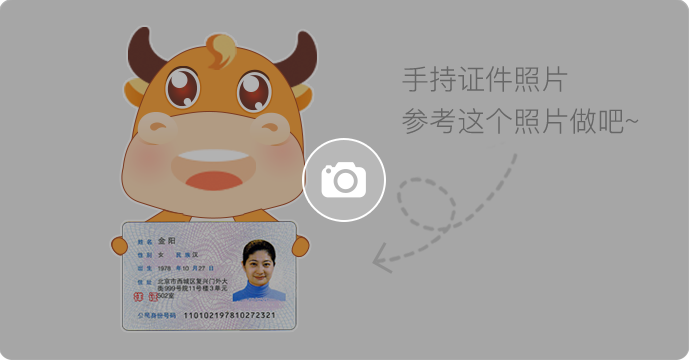 手持证件照片
参考这个照片做吧~
姓 名 金 阳
性 别 女 民 族 汉
出 生 1978 年 10 月 27 日
住 址 北京市西城区复兴门外大
街999号院11号楼3单元
502室
公民身份号码 110102197810272321